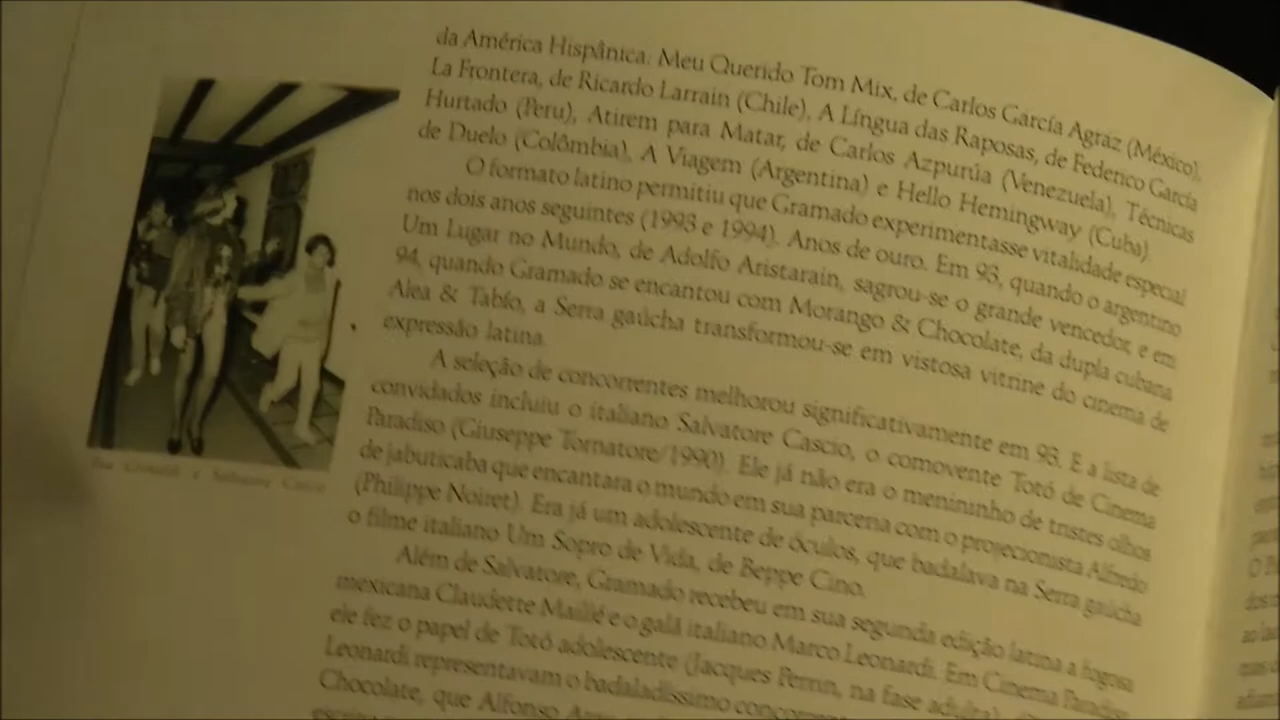 da América Hispânica: Meu Querido Tom Mix, de Carlos García Agraz (México),
La Frontera, de Ricardo Larrain (Chile), A Língua das Raposas, de Federico García
Hurtado (Peru), Atirem para Matar, de Carlos Azpurúa (Venezuela), Técnicas
de Duelo (Colômbia), A Viagem (Argentina) e Hello Hemingway (Cuba).
O formato latino permitiu que Gramado experimentasse vitalidade especial
nos dois anos seguintes (1993 e 1994). Anos de ouro. Em 93, quando o argentino
Um Lugar no Mundo, de Adolfo Aristarain, sagrou-se o grande vencedor, e em
94, quando Gramado se encantou com Morango & Chocolate, da dupla cubana
Alea & Tabío, a Serra gaúcha transformou-se em vistosa vitrine do cinema de
expressão latina.
A seleção de concorrentes melhorou significativamente em 93. E a lista de
convidados incluiu o italiano Salvatore Cascio, o comovente Totó de Cinema
Paradiso (Giuseppe Tornatore/1990). Ele já não era o menininho de tristes olhos
de jabuticaba que encantara o mundo em sua parceria com o projecionista Alfredo
(Philippe Noiret). Era já um adolescente de óculos, que badalava na Serra gaúcha
o filme italiano Um Sopro de Vida, de Beppe Cino.
Além de Salvatore, Gramado recebeu em sua segunda edição latina a fogosa
mexicana Claudette Maillé e o galã italiano Marco Leonardi. Em Cinema Paradiso
ele fez o papel de Totó adolescente (Jacques Perrin, na fase adulta).
Leonardi representavam o badaladíssimo
Chocolate, que Alfonso